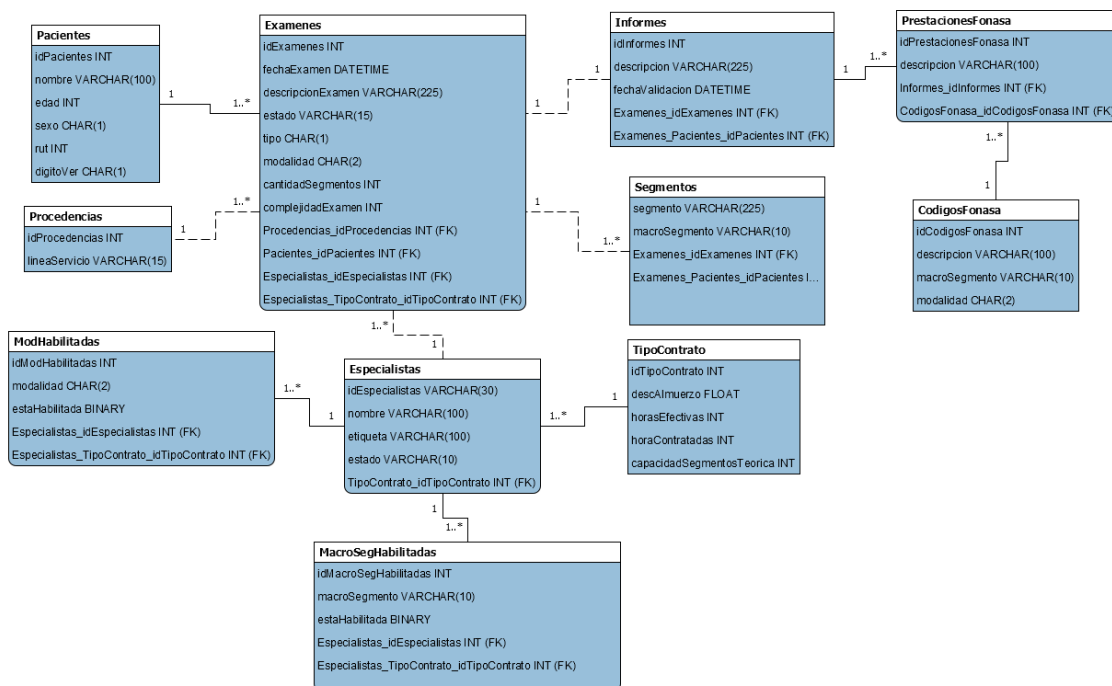 Pacientes
idPacientes INT
nombre VARCHAR(100)
edad INT
sexo CHAR(1)
rut INT
digitoVer CHAR(1)
1
1..*
Examenes
idExamenes INT
fechaExamen DATETIME
descripcionExamen VARCHAR(225)
estado VARCHAR(15)
tipo CHAR(1)
modalidad CHAR(2)
cantidadSegmentos INT
complejidadExamen INT
Procedencias_idProcedencias INT (FK)
Pacientes_idPacientes INT (FK)
Especialistas_idEspecialistas INT (FK)
Especialistas_TipoContrato_idTipoContrato INT (FK)
1
1
Informes
idInformes INT
descripcion VARCHAR(225)
fechaValidacion DATETIME
Examenes_idExamenes INT (FK)
Examenes_Pacientes_idPacientes INT (FK)
1
1..*
PrestacionesFonasa
idPrestacionesFonasa INT
descripcion VARCHAR(100)
Informes_idInformes INT (FK)
CodigosFonasa_idCodigosFonasa INT (FK)
1..*
1
Procedencias
idProcedencias INT
lineaServicio VARCHAR(15)
1
1..*
1
1..*
Segmentos
segmento VARCHAR(225)
macroSegmento VARCHAR(10)
Examenes_idExamenes INT (FK)
Examenes_Pacientes_idPacientes I...
CodigosFonasa
idCodigosFonasa INT
descripcion VARCHAR(100)
macroSegmento VARCHAR(10)
modalidad CHAR(2)
1..*
1
ModHabilitadas
idModHabilitadas INT
modalidad CHAR(2)
estaHabilitada BINARY
Especialistas_idEspecialistas INT (FK)
Especialistas_TipoContrato_idTipoContrato INT (FK)
1..*
1
Especialistas
idEspecialistas VARCHAR(30)
nombre VARCHAR(100)
etiqueta VARCHAR(100)
estado VARCHAR(10)
TipoContrato_idTipoContrato INT (FK)
1..*
1
TipoContrato
idTipoContrato INT
descAlmuerzo FLOAT
horasEfectivas INT
horaContratadas INT
capacidadSegmentosTeorica INT
1
1..*
MacroSegHabilitadas
idMacroSegHabilitadas INT
macroSegmento VARCHAR(10)
estaHabilitada BINARY
Especialistas_idEspecialistas INT (FK)
Especialistas_TipoContrato_idTipoContrato INT (FK)